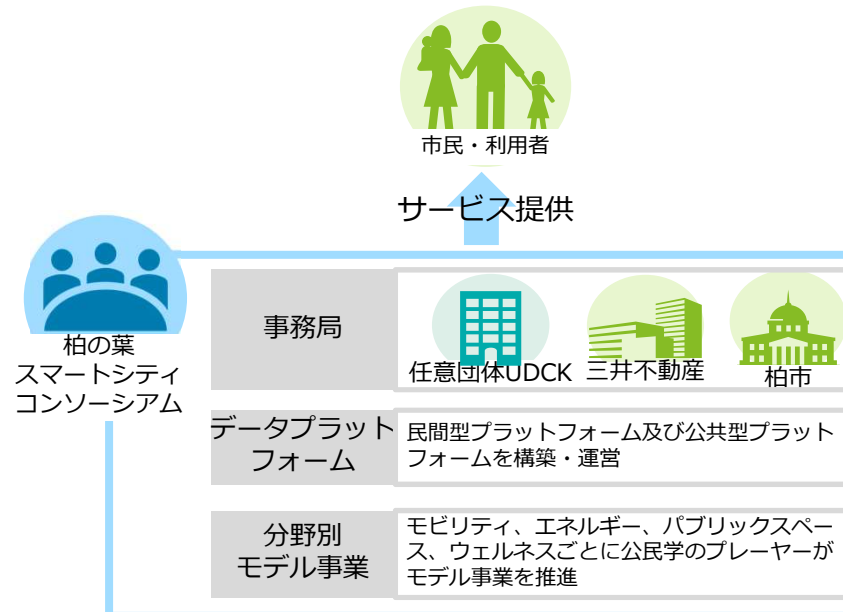 市民・利用者
サービス提供
柏の葉
スマートシティ
コンソーシアム
事務局
任意団体UDCK
三井不動産
柏市
データプラット
フォーム
民間型プラットフォーム及び公共型プラット
フォームを構築・運営
分野別
モデル事業
モビリティ、エネルギー、パブリックスペー
ス、ウェルネスごとに公民学のプレーヤーが
モデル事業を推進